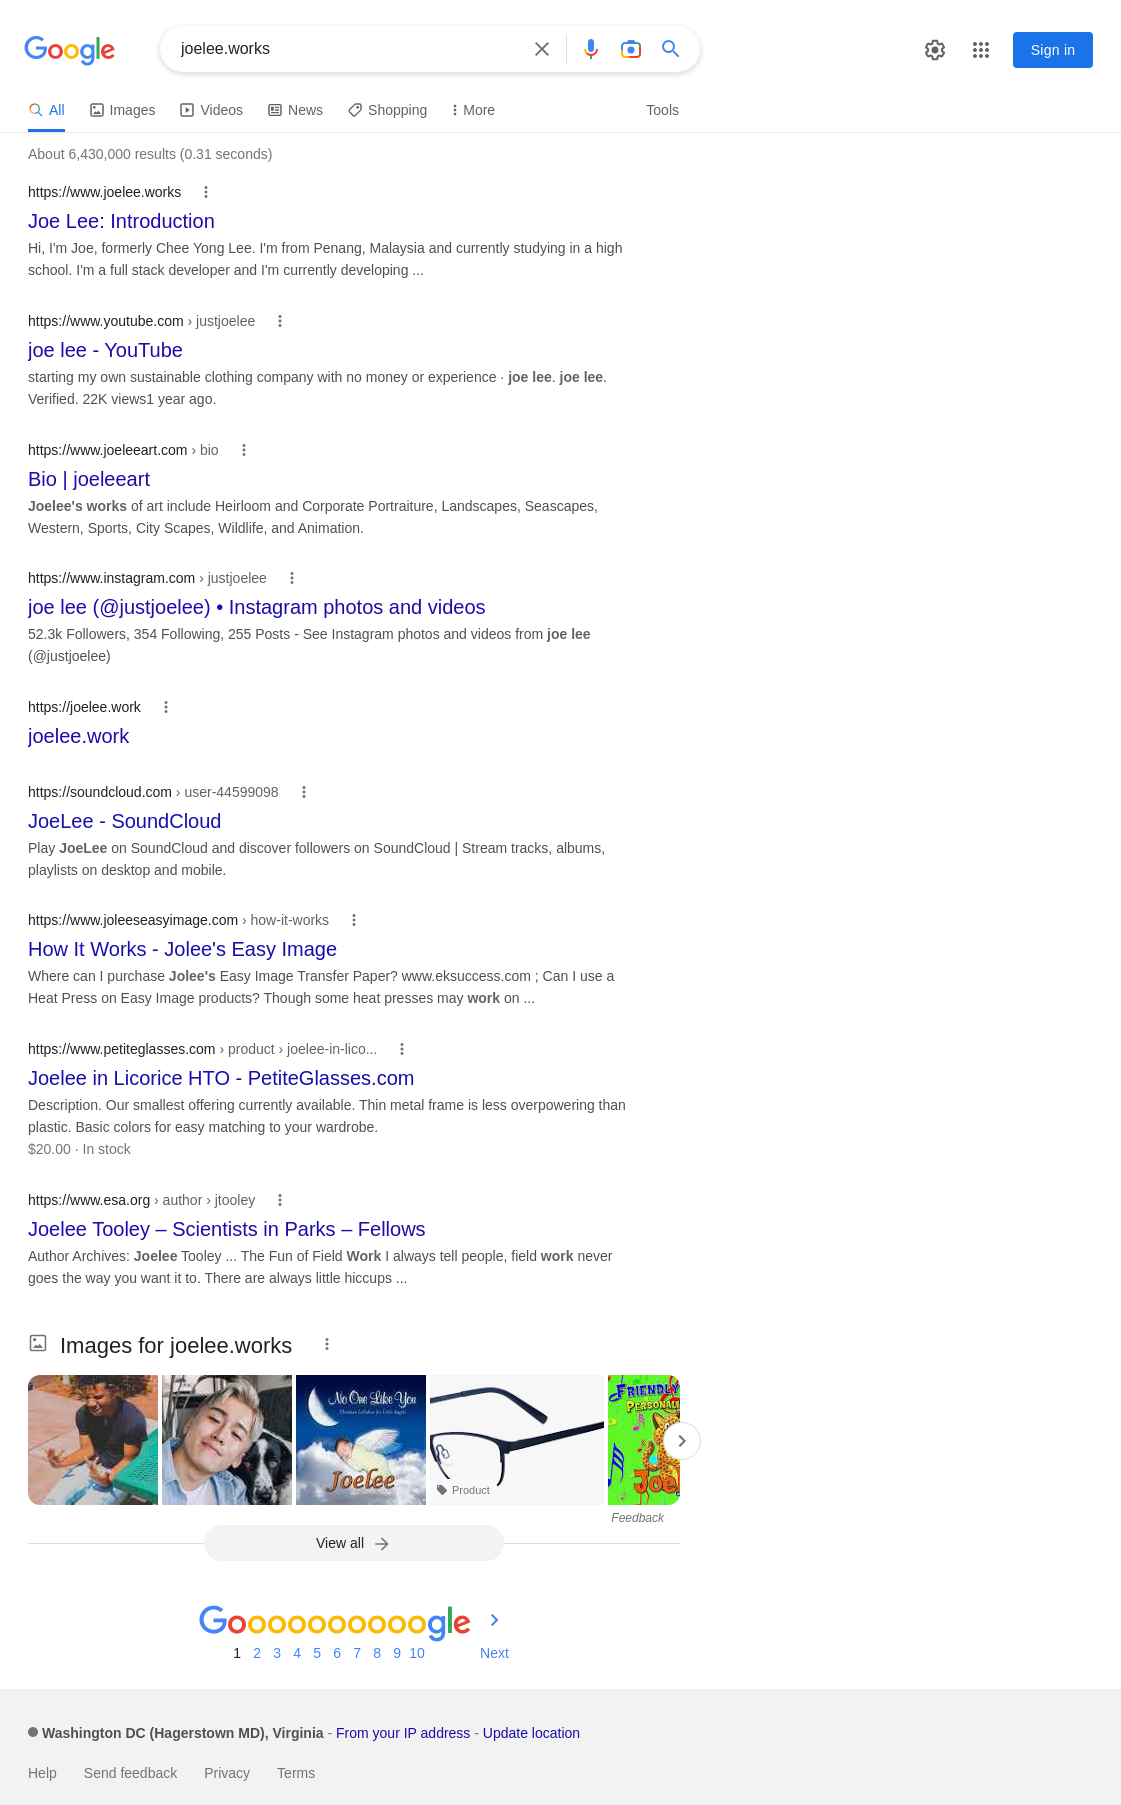 Google
joelee.works
Sign in
All Images Videos News Shopping More Tools
About 6,430,000 results (0.31 seconds)
https://www.joelee.works
Joe Lee: Introduction
Hi, I'm Joe, formerly Chee Yong Lee. I'm from Penang, Malaysia and currently studying in a high
school. I'm a full stack developer and I'm currently developing ...
https://www.youtube.com › justjoelee
joe lee - YouTube
starting my own sustainable clothing company with no money or experience · joe lee. joe lee.
Verified. 22K views1 year ago.
https://www.joeleeart.com › bio
Bio | joeleeart
Joelee's works of art include Heirloom and Corporate Portraiture, Landscapes, Seascapes,
Western, Sports, City Scapes, Wildlife, and Animation.
https://www.instagram.com › justjoelee
joe lee (@justjoelee) • Instagram photos and videos
52.3k Followers, 354 Following, 255 Posts - See Instagram photos and videos from joe lee
(@justjoelee)
https://joelee.work
joelee.work
https://soundcloud.com › user-44599098
JoeLee - SoundCloud
Play JoeLee on SoundCloud and discover followers on SoundCloud | Stream tracks, albums,
playlists on desktop and mobile.
https://www.joleeseasyimage.com › how-it-works
How It Works - Jolee's Easy Image
Where can I purchase Jolee's Easy Image Transfer Paper? www.eksuccess.com ; Can I use a
Heat Press on Easy Image products? Though some heat presses may work on ...
https://www.petiteglasses.com › product › joelee-in-lico...
Joelee in Licorice HTO - PetiteGlasses.com
Description. Our smallest offering currently available. Thin metal frame is less overpowering than
plastic. Basic colors for easy matching to your wardrobe.
$20.00 · In stock
https://www.esa.org › author › jtooley
Joelee Tooley – Scientists in Parks – Fellows
Author Archives: Joelee Tooley ... The Fun of Field Work I always tell people, field work never
goes the way you want it to. There are always little hiccups ...
Images for joelee.works
No One Like You
Christian Lullabies for Little Angels
Joelee
Product
FRIENDLY
PERSONAL
Joe
Feedback
View all
Goooooooooogle
1 2 3 4 5 6 7 8 9 10 Next
Washington DC (Hagerstown MD), Virginia - From your IP address - Update location
Help Send feedback Privacy Terms